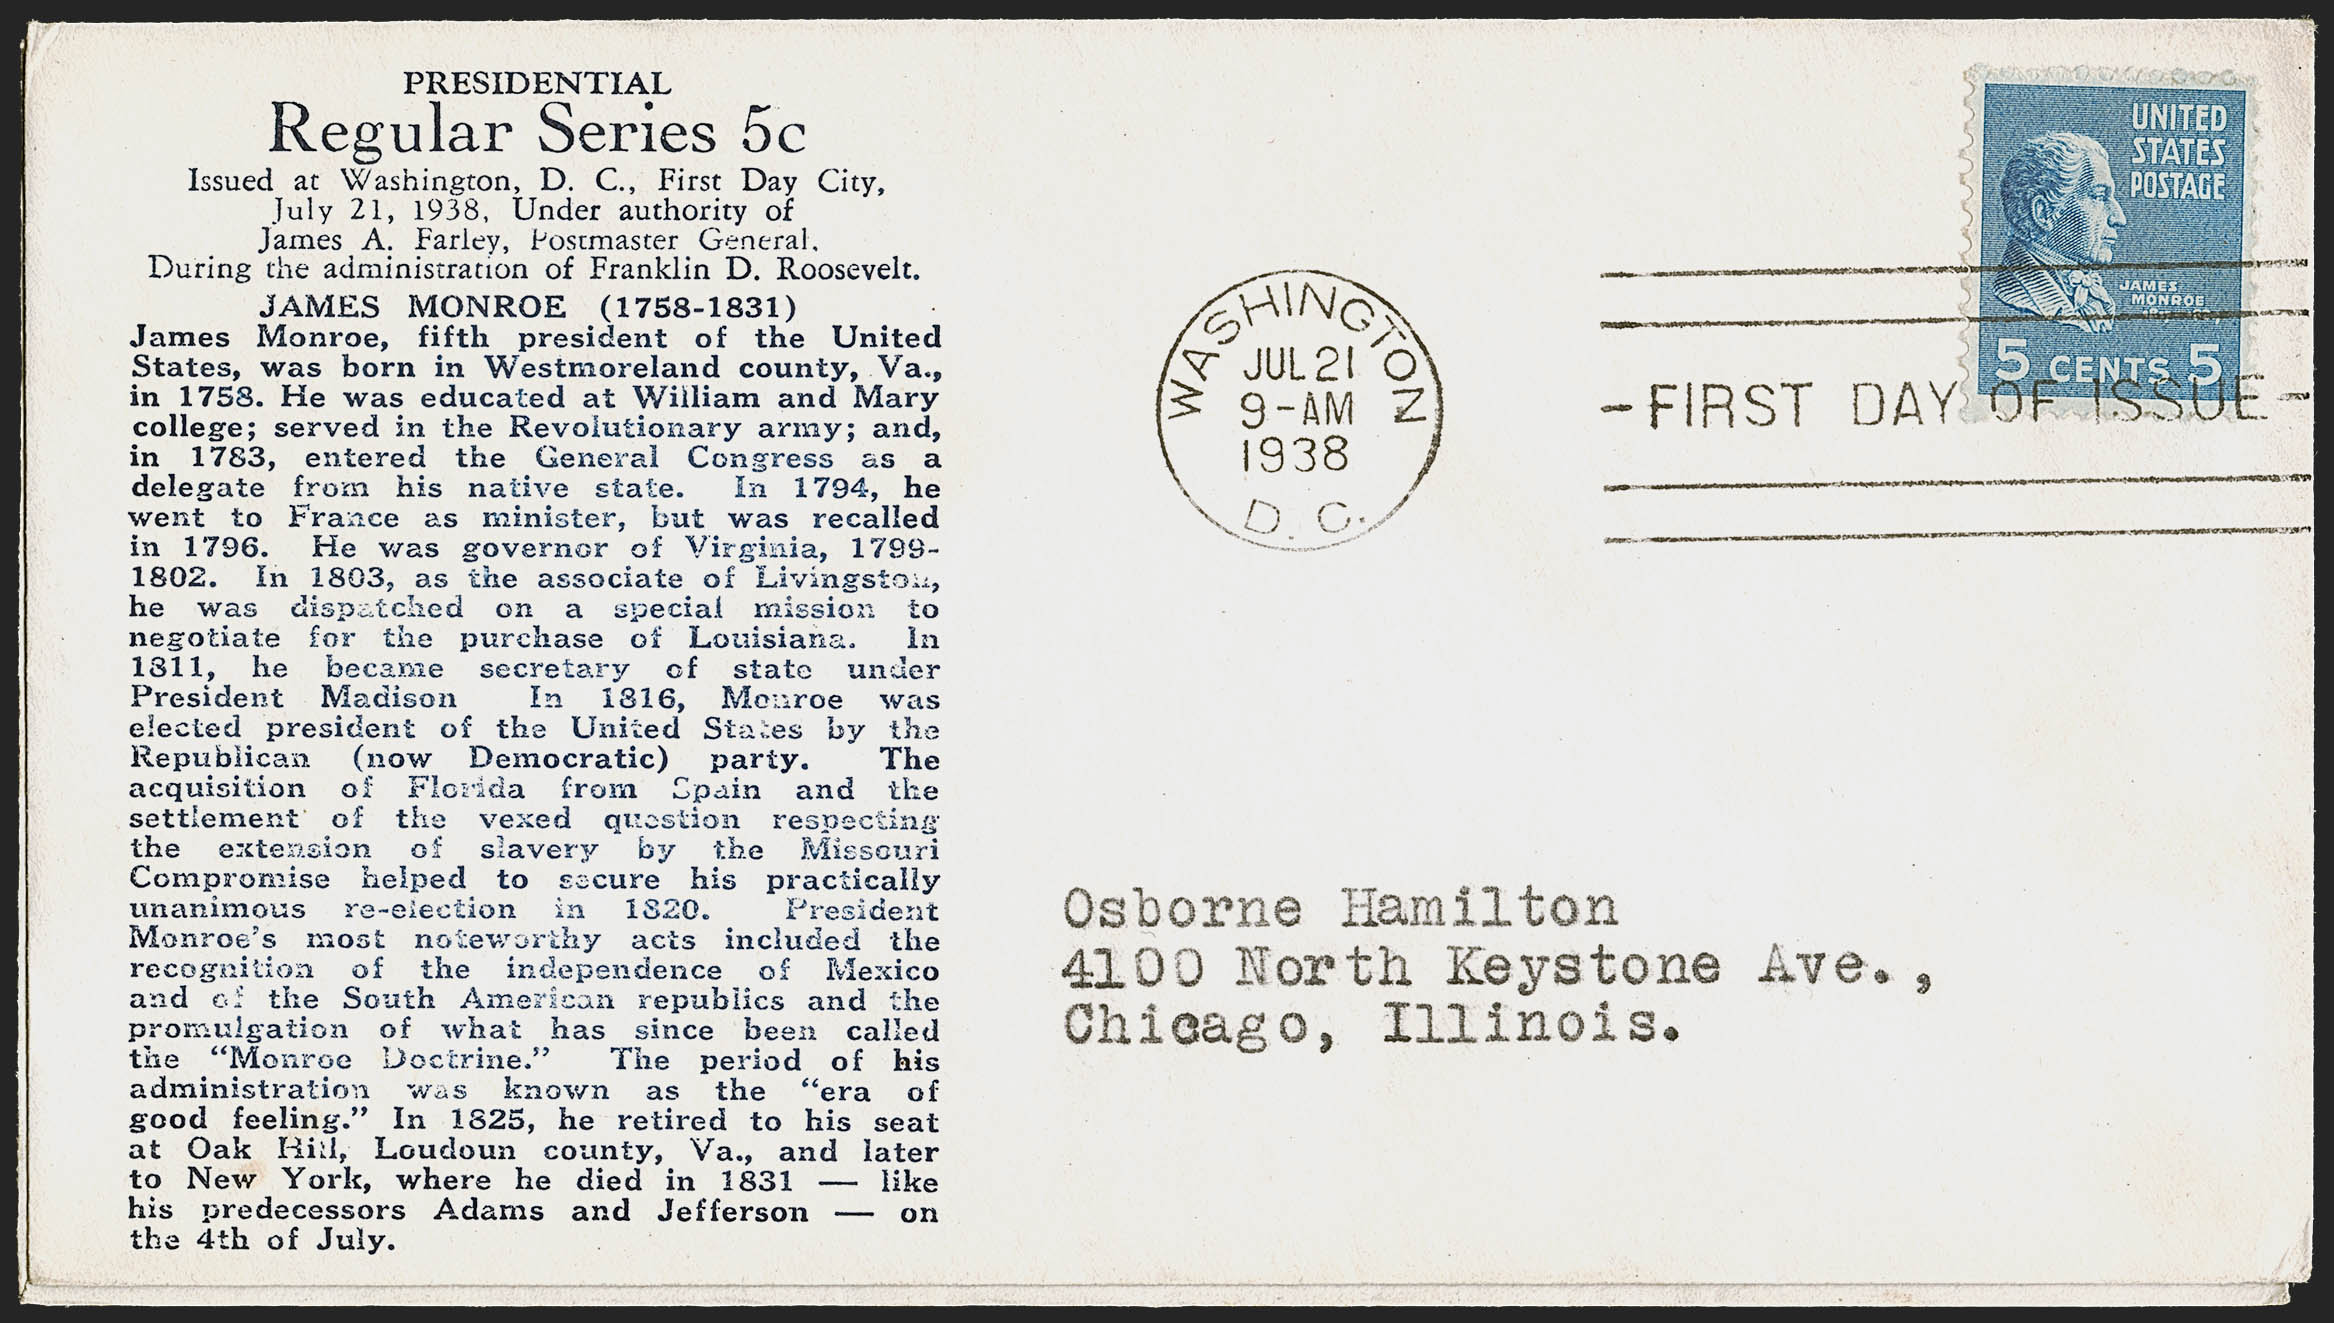 PRESIDENTIAL
Regular Series 5c
Issued at Washington, D. C., First Day City,
July 21, 1938, Under authority of
James A. Farley, Postmaster General.
During the administration of Franklin D. Roosevelt.
JAMES MONROE (1758-1831)
James Monroe, fifth president of the United
States, was born in Westmoreland county, Va.,
in 1758. He was educated at William and Mary
college; served in the Revolutionary army; and,
in 1783, entered the General Congress as a
delegate from his native state. In 1794, he
went to France as minister, but was recalled
in 1796. He was governor of Virginia, 1799-
1802. In 1803, as the associate of Livingston,
he was dispatched on a special mission to
negotiate for the purchase of Louisiana. In
1811, he became secretary of state under
President Madison In 1816, Monroe was
elected president of the United States by the
Republican (now Democratic) party. The
acquisition of Florida from Spain and the
settlement of the vexed question respecting
the extension of slavery by the Missouri
Compromise helped to secure his practically
unanimous re-election in 1820. President
Monroe's most noteworthy acts included the
recognition of the independence of Mexico
and of the South American republics and the
promulgation of what has since been called
the “Monroe Doctrine.” The period of his
administration was known as the “era of
good feeling.” In 1825, he retired to his seat
at Oak Hill, Loudoun county, Va., and later
to New York, where he died in 1831 — like
his predecessors Adams and Jefferson — on
the 4th of July.
WASHINGTON
JUL 21
9-AM
1938
D. C.
UNITED
STATES
POSTAGE
JAMES
MONROE
5 CENTS 5
-FIRST DAY OF ISSUE-
Osborne Hamilton
4100 North Keystone Ave.,
Chicago, Illinois.